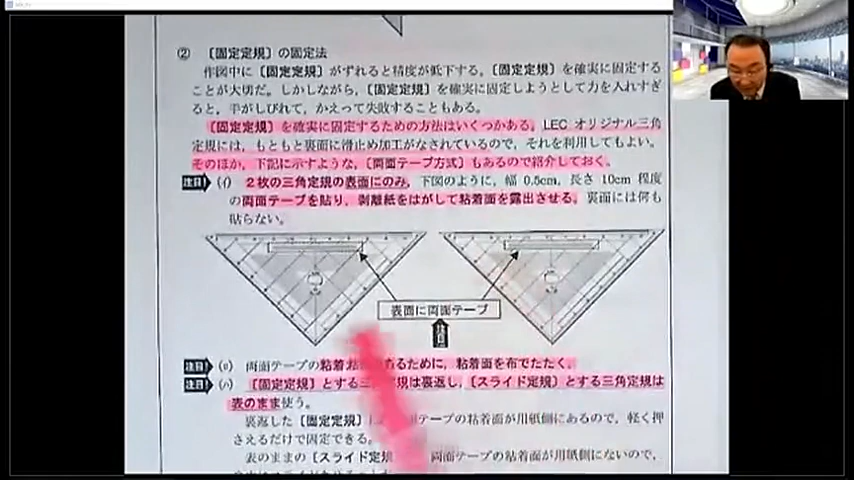 ② 〔固定定規〕の固定法
作図中に〔固定定規〕がずれると精度が低下する。〔固定定規〕を確実に固定する
ことが大切だ。しかしながら、〔固定定規〕を確実に固定しようとして力を入れすぎ
ると、手がしびれて、かえって失敗することもある。
〔固定定規〕を確実に固定するための方法はいくつかある。LEC オリジナル三角
定規には、もともと裏面に滑止め加工がなされているので、それを利用してもよい。
そのほか、下記に示すような、〔両面テープ方式〕もあるので紹介しておく。
注目 (イ) 2枚の三角定規の表面にのみ、下図のように、幅 0.5cm、長さ 10cm 程度
の両面テープを貼り、剥離紙をはがして粘着面を露出させる。裏面には何も
貼らない。
表面に両面テープ
注目
注目 (ロ) 両面テープの粘着 るために、粘着面を布でたたく。
注目 (ハ) 〔固定定規〕とする三 規は裏返し、〔スライド定規〕とする三角定規は
表のまま使う。
裏返した〔固定定規〕 テープの粘着面が用紙側にあるので、軽く押
さえるだけで固定できる。
表のままの〔スライド定規 両面テープの粘着面が用紙側にないので、